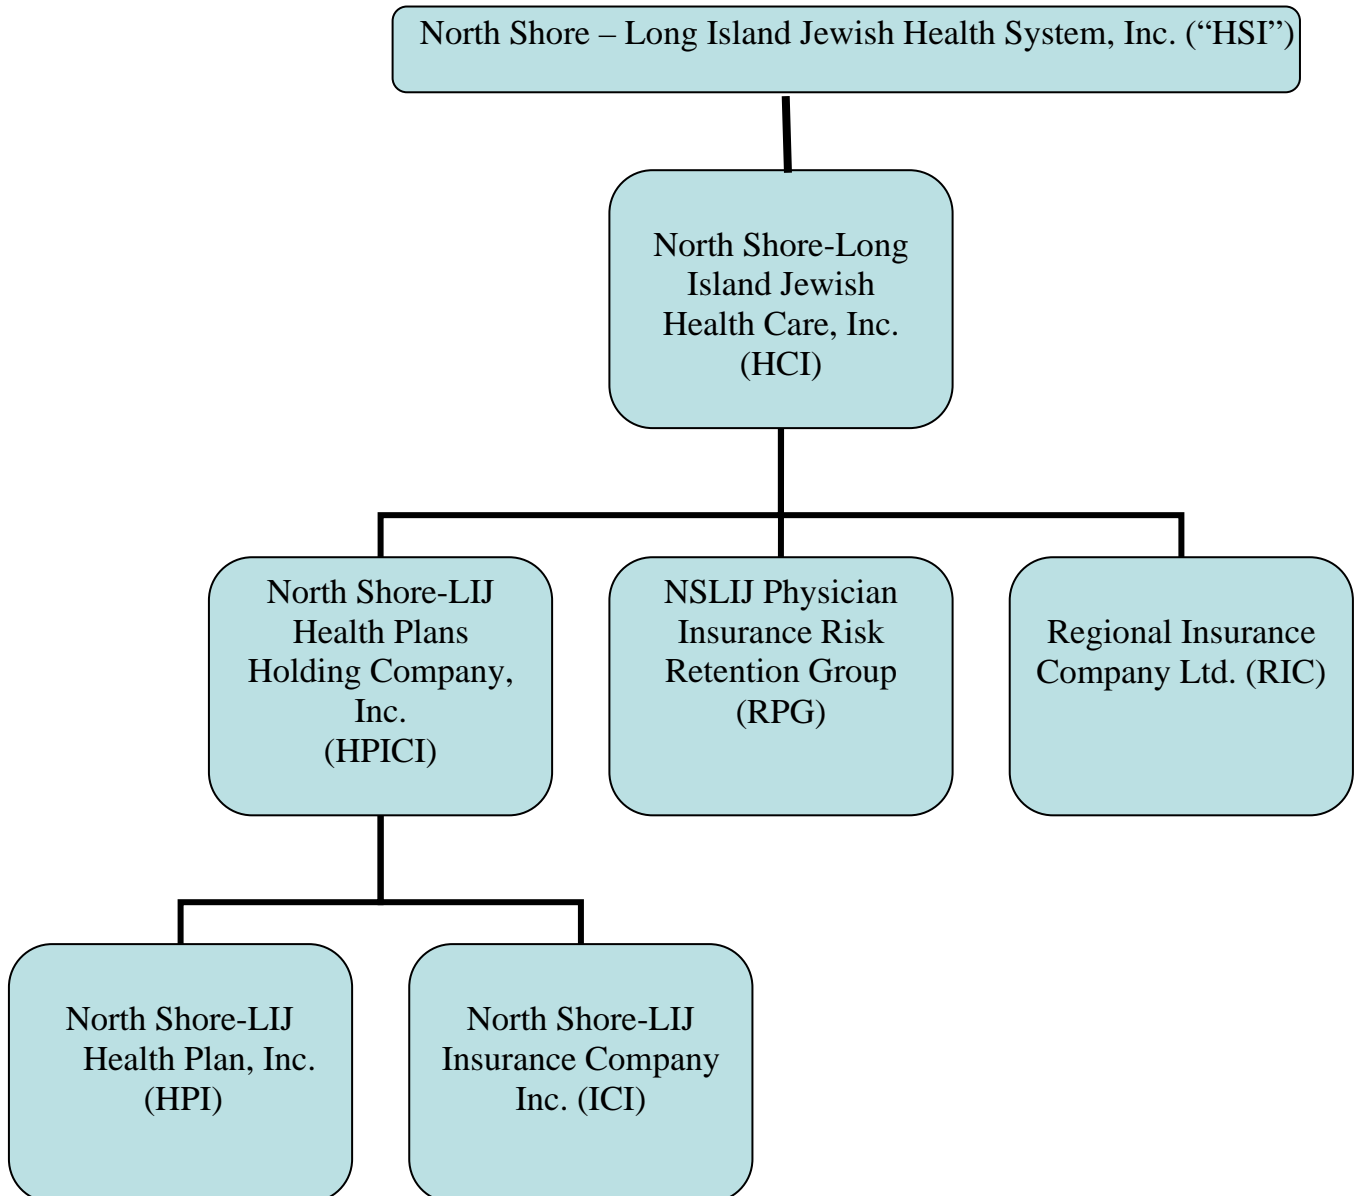 North Shore – Long Island Jewish Health System, Inc. (“HSI”)
North Shore-Long
Island Jewish
Health Care, Inc.
(HCI)
North Shore-LIJ
Health Plans
Holding Company,
Inc.
(HPICI)
NSLIJ Physician
Insurance Risk
Retention Group
(RPG)
Regional Insurance
Company Ltd. (RIC)
North Shore-LIJ
Health Plan, Inc.
(HPI)
North Shore-LIJ
Insurance Company
Inc. (ICI)